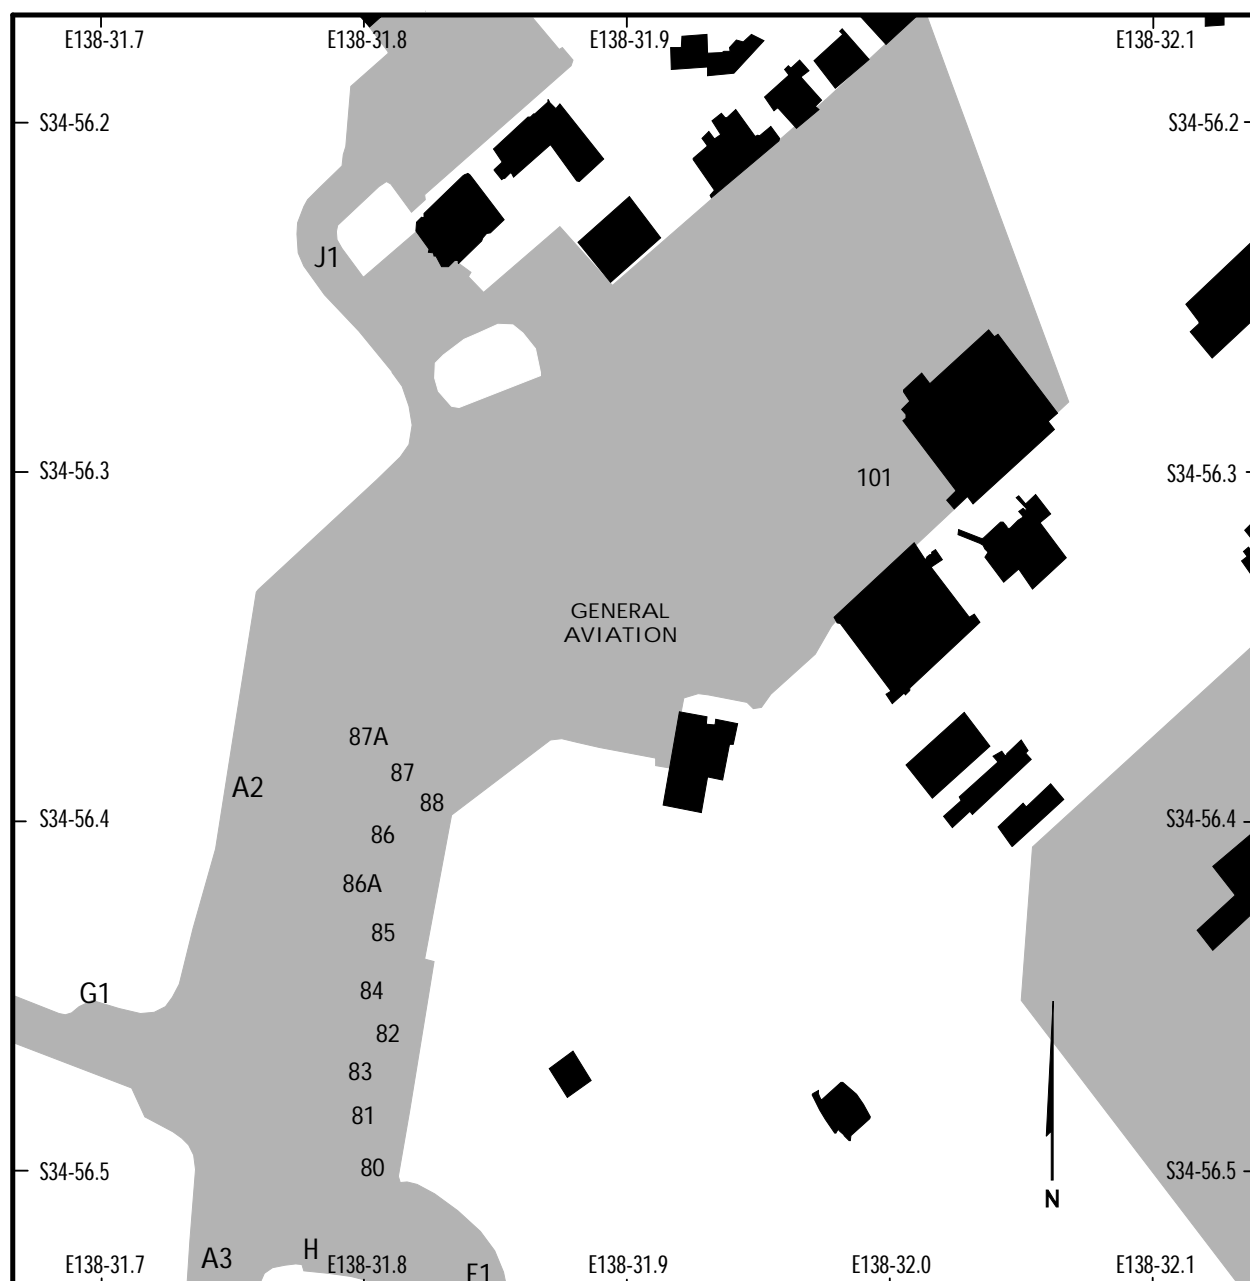 E138-31.7
E138-31.8
E138-31.9
E138-32.1
S34-56.2
S34-56.2
J1
S34-56.3
101
S34-56.3
GENERAL
AVIATION
87A
87
A2
88
S34-56.4
86
S34-56.4
86A
85
G1
84
82
83
81
80
S34-56.5
S34-56.5
N
A3
H
E138-31.7
E138-31.8
E138-31.9
E138-32.0
E138-32.1